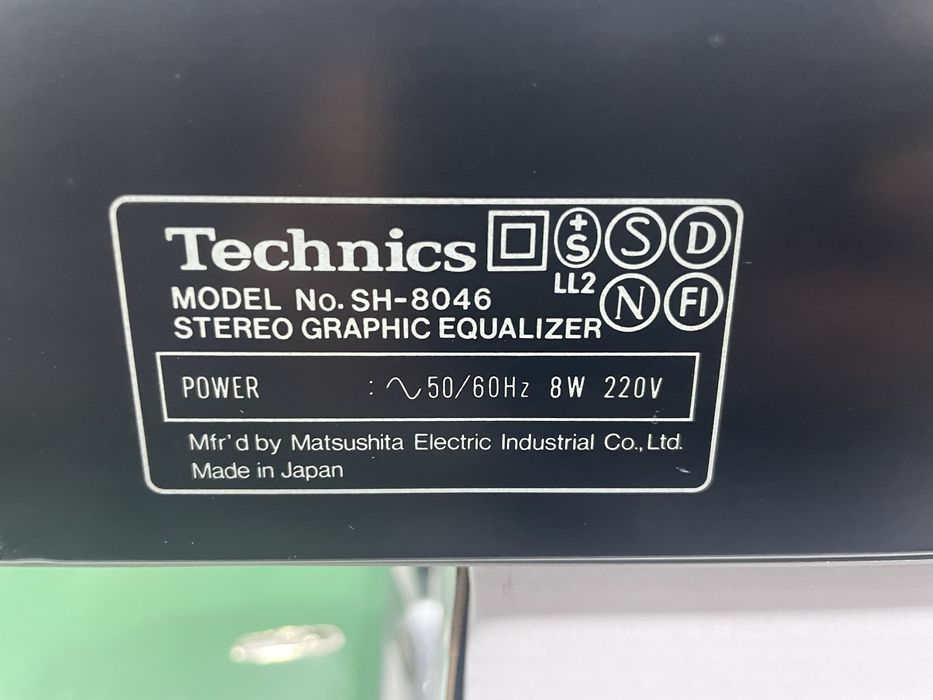 Technics +S S D
LL2
MODEL No. SH-8046 N FI
STEREO GRAPHIC EQUALIZER
POWER : ∿50/60Hz 8W 220V
Mfr'd by Matsushita Electric Industrial Co., Ltd.
Made in Japan